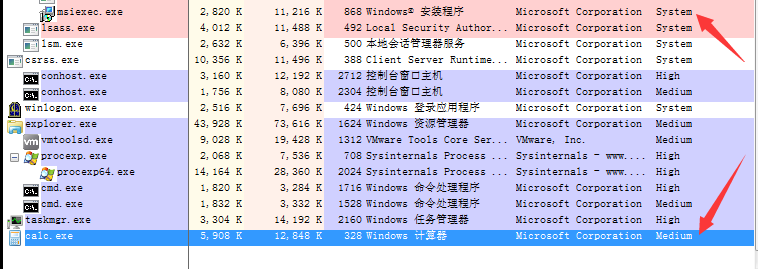 msiexec.exe 2,820 K 11,216 K 868 Windows® 安装程序 Microsoft Corporation System
lsass.exe 4,012 K 11,488 K 492 Local Security Author... Microsoft Corporation System
lsm.exe 2,632 K 6,396 K 500 本地会话管理器服务 Microsoft Corporation System
csrss.exe 10,356 K 11,496 K 388 Client Server Runtime... Microsoft Corporation System
conhost.exe 3,160 K 12,192 K 2712 控制台窗口主机 Microsoft Corporation High
conhost.exe 1,756 K 8,080 K 2304 控制台窗口主机 Microsoft Corporation Medium
winlogon.exe 2,516 K 7,696 K 424 Windows 登录应用程序 Microsoft Corporation System
explorer.exe 43,928 K 73,616 K 1624 Windows 资源管理器 Microsoft Corporation Medium
vmtoolsd.exe 9,028 K 19,428 K 1312 VMware Tools Core Ser... VMware, Inc. Medium
procexp.exe 2,068 K 7,536 K 708 Sysinternals Process ... Sysinternals - www.... High
procexp64.exe 14,164 K 28,360 K 2024 Sysinternals Process ... Sysinternals - www.... High
cmd.exe 1,820 K 3,284 K 1716 Windows 命令处理程序 Microsoft Corporation High
cmd.exe 1,832 K 3,332 K 1528 Windows 命令处理程序 Microsoft Corporation Medium
taskmgr.exe 3,304 K 14,192 K 2160 Windows 任务管理器 Microsoft Corporation High
calc.exe 5,908 K 12,848 K 328 Windows 计算器 Microsoft Corporation Medium